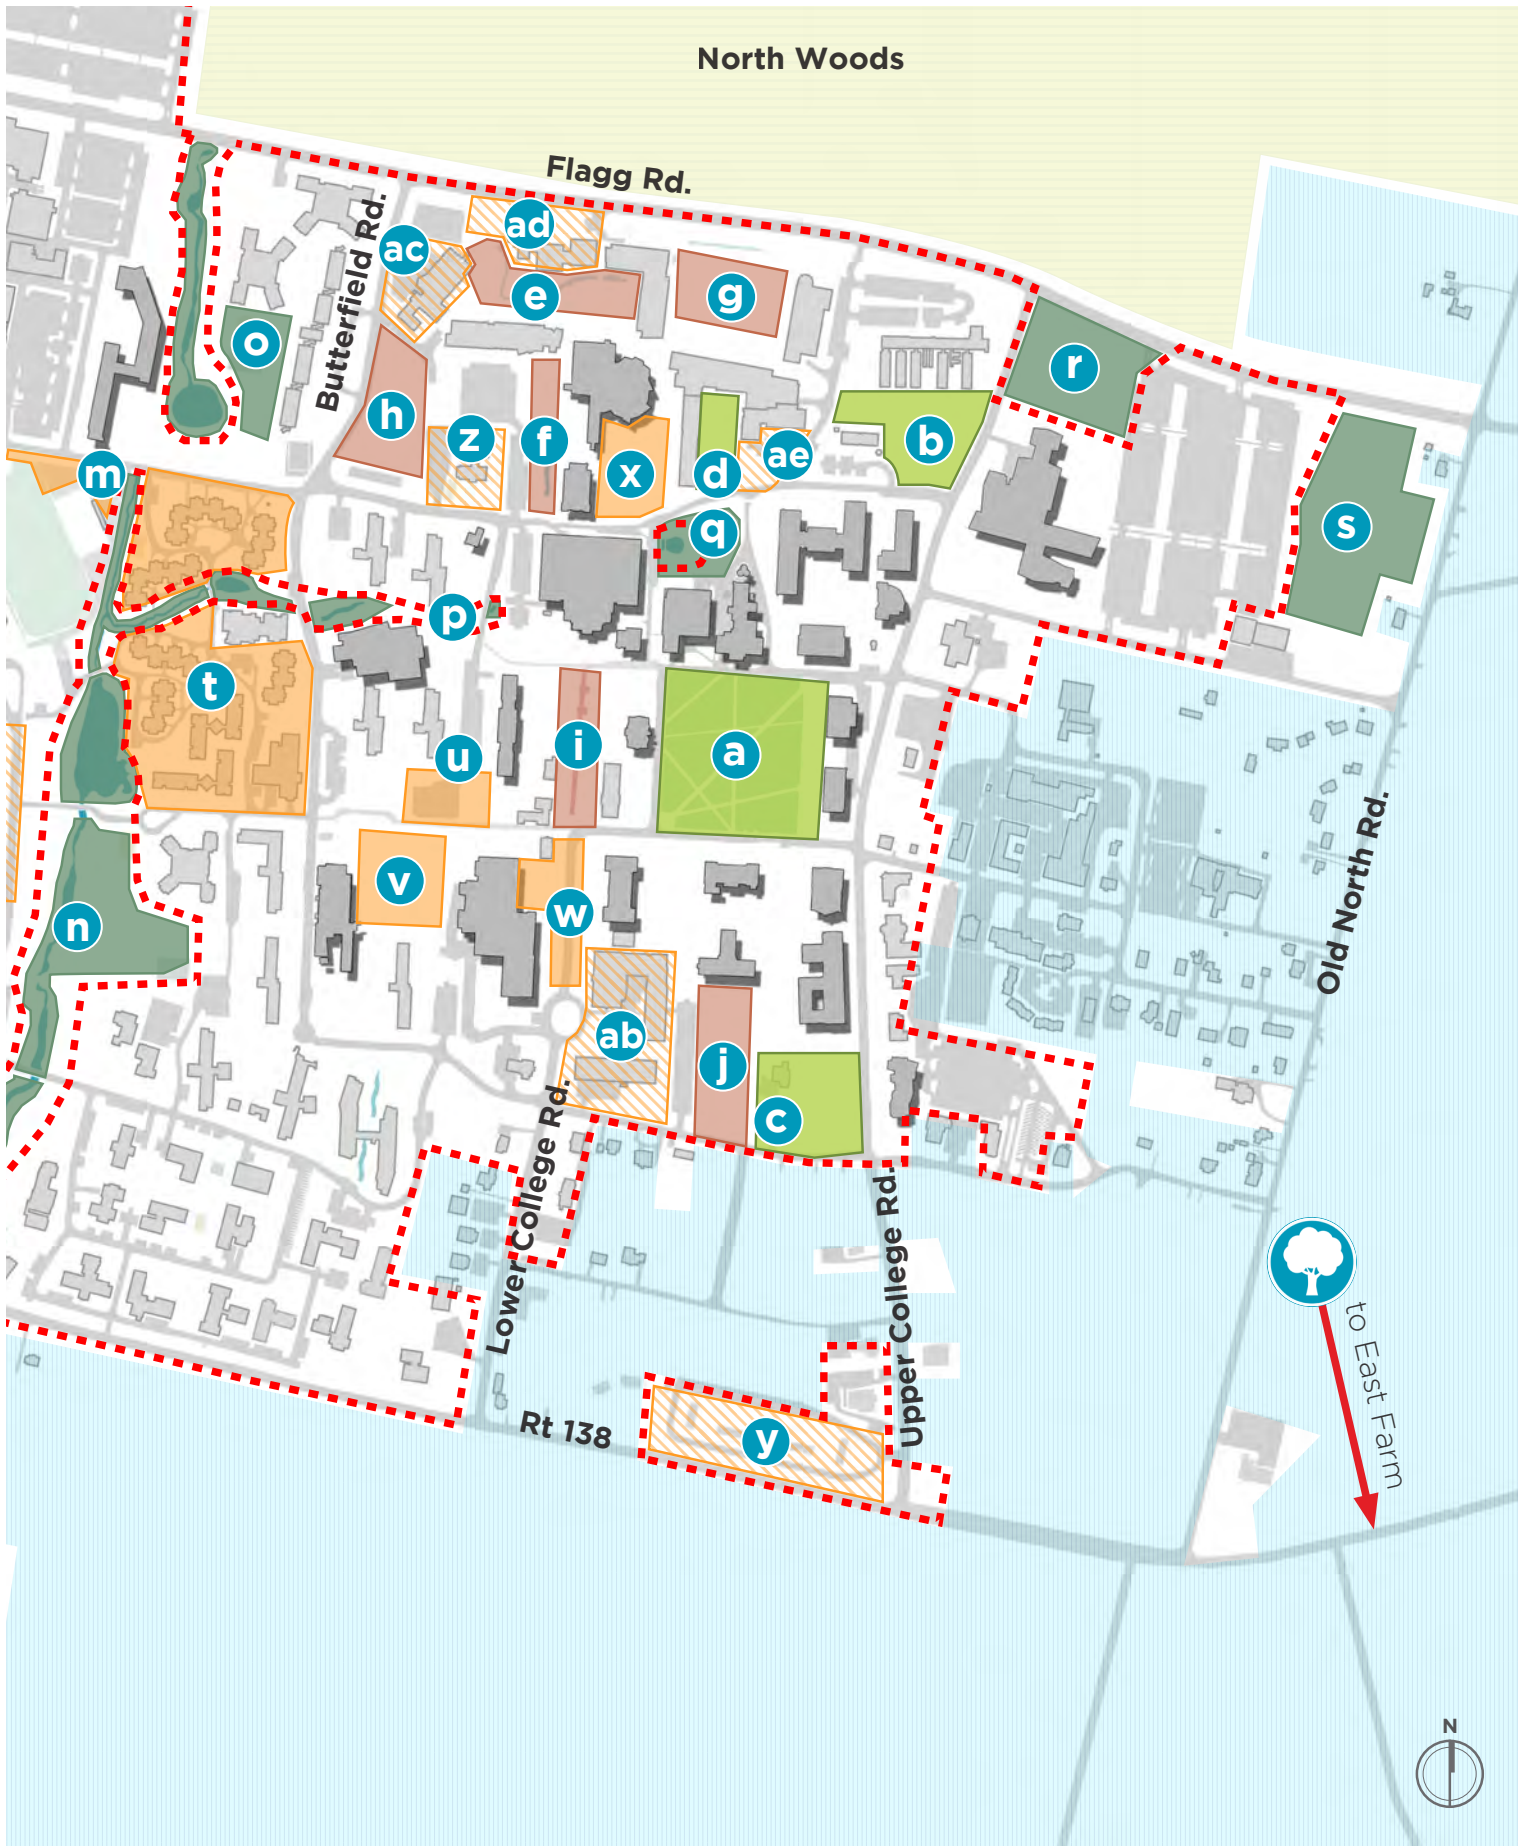 North Woods
Flagg Rd.
ad
Butterfield Rd.
ac
e
g
o
r
h
z
f
x
d
ae
b
m
q
s
p
t
u
i
a
v
w
n
Old North Rd.
ab
j
c
Lower College Rd.
Upper College Rd.
to East Farm
Rt 138
y
N